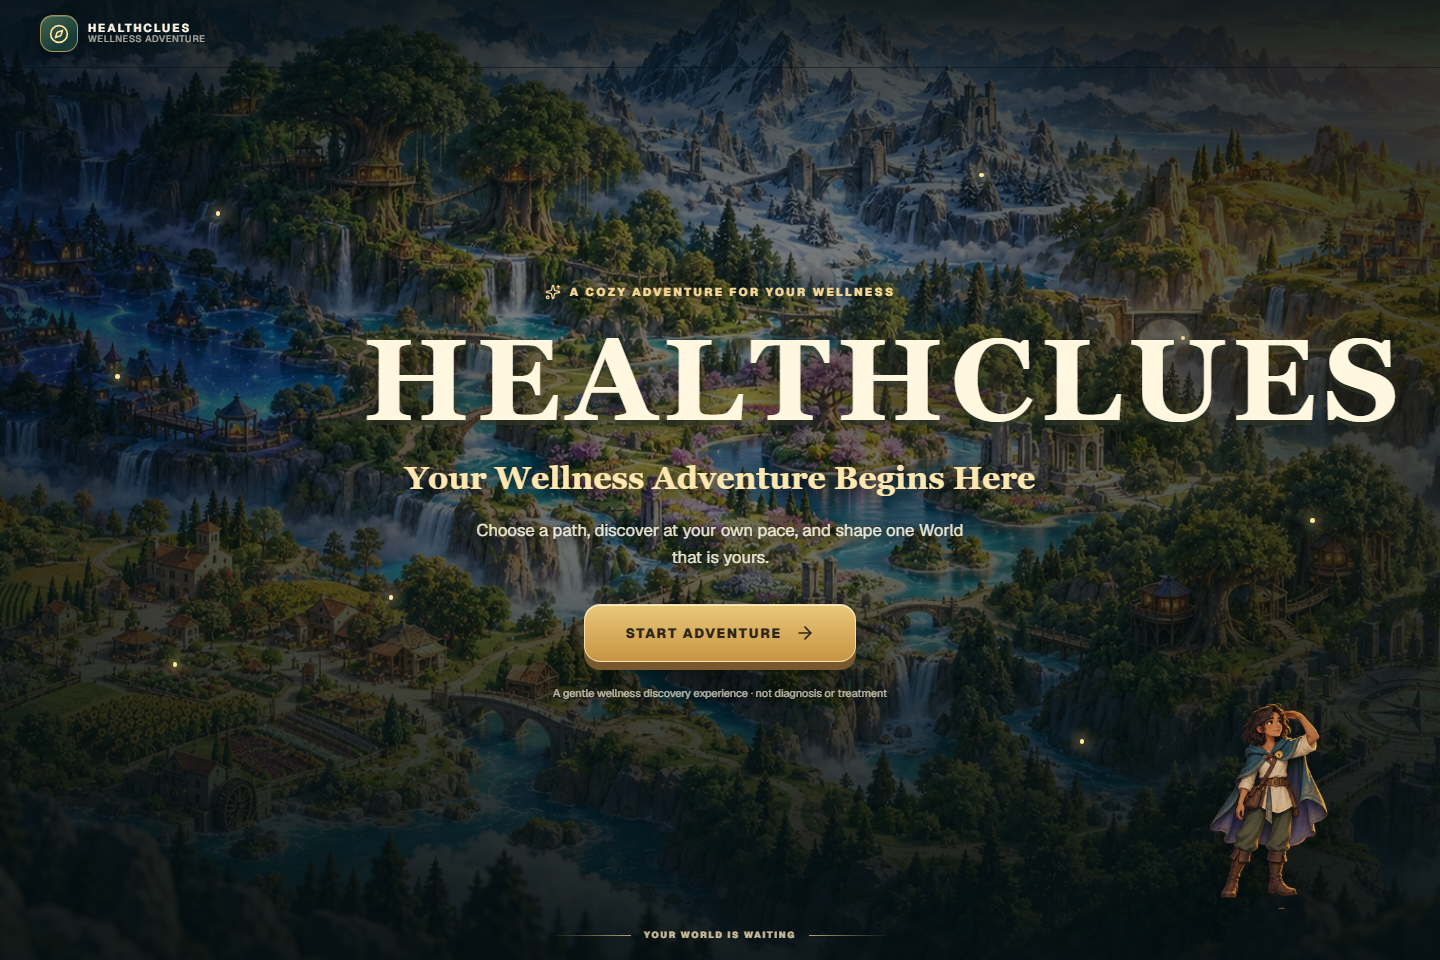 HEALTHCLUES
WELLNESS ADVENTURE
A COZY ADVENTURE FOR YOUR WELLNESS
HEALTHCLUES
Your Wellness Adventure Begins Here
Choose a path, discover at your own pace, and shape one World
that is yours.
START ADVENTURE
A gentle wellness discovery experience · not diagnosis or treatment
YOUR WORLD IS WAITING